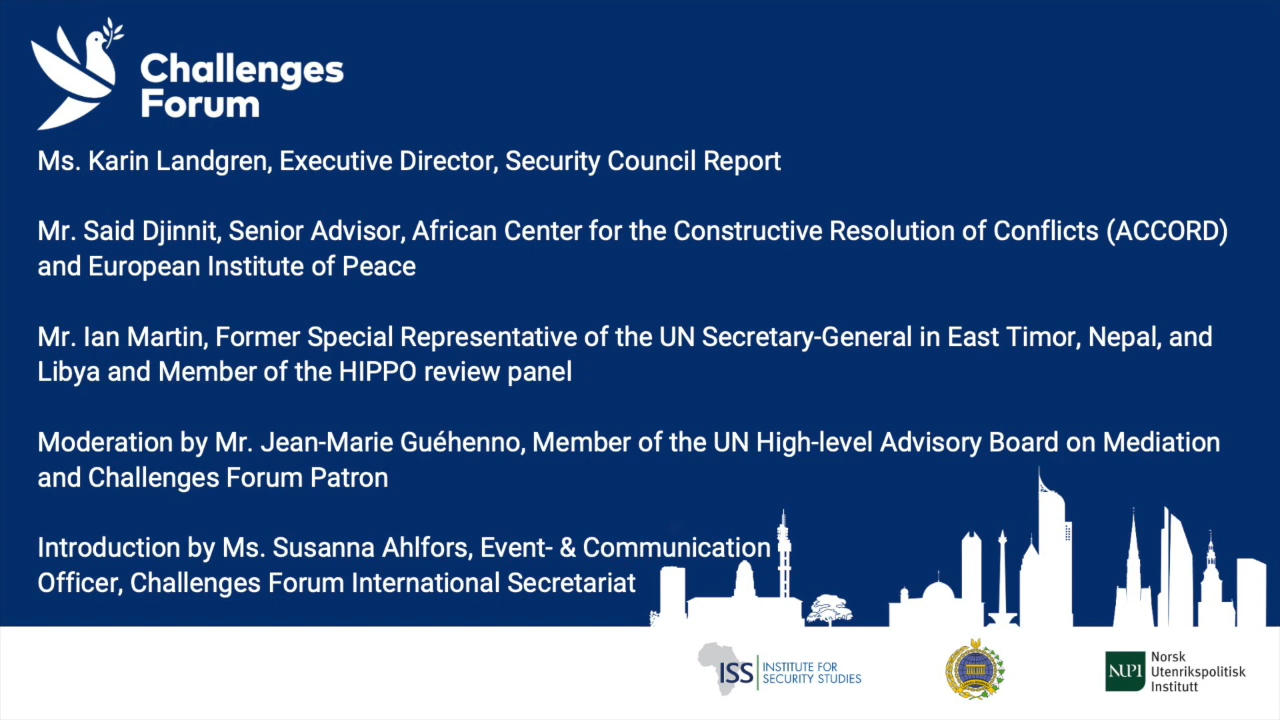 Challenges
Forum
Ms. Karin Landgren, Executive Director, Security Council Report
Mr. Said Djinnit, Senior Advisor, African Center for the Constructive Resolution of Conflicts (ACCORD)
and European Institute of Peace
Mr. Ian Martin, Former Special Representative of the UN Secretary-General in East Timor, Nepal, and
Libya and Member of the HIPPO review panel
Moderation by Mr. Jean-Marie Guéhenno, Member of the UN High-level Advisory Board on Mediation
and Challenges Forum Patron
Introduction by Ms. Susanna Ahlfors, Event- & Communication
Officer, Challenges Forum International Secretariat
ISS
INSTITUTE FOR
SECURITY STUDIES
NUPI
Norsk
Utenrikspolitisk
Institutt